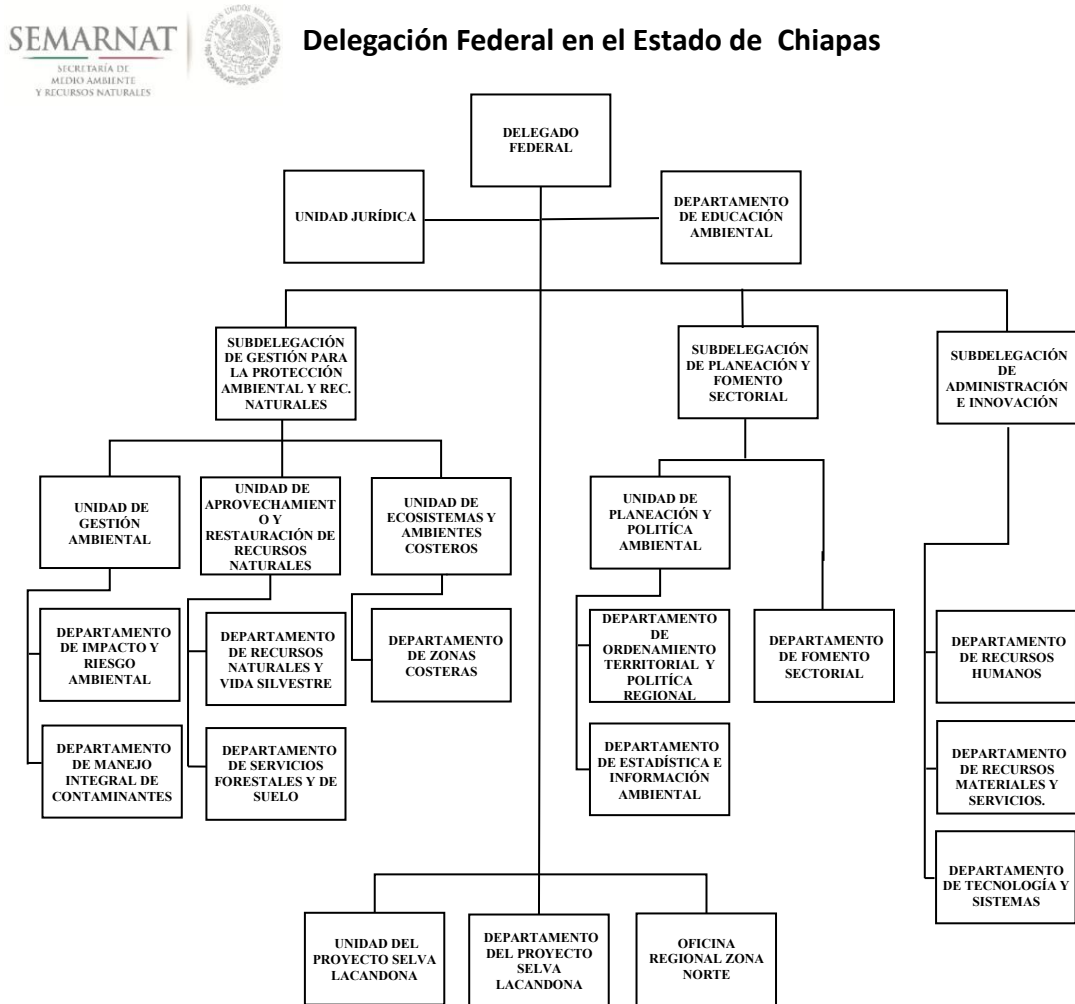 SEMARNAT
SECRETARÍA DE
MEDIO AMBIENTE
Y RECURSOS NATURALES
ESTADOS UNIDOS MEXICANOS
Delegación Federal en el Estado de Chiapas
DELEGADO
FEDERAL
UNIDAD JURÍDICA
DEPARTAMENTO
DE EDUCACIÓN
AMBIENTAL
SUBDELEGACIÓN
DE GESTIÓN PARA
LA PROTECCIÓN
AMBIENTAL Y REC.
NATURALES
SUBDELEGACIÓN
DE PLANEACIÓN Y
FOMENTO
SECTORIAL
SUBDELEGACIÓN
DE
ADMINISTRACIÓN
E INNOVACIÓN
UNIDAD DE
GESTIÓN
AMBIENTAL
UNIDAD DE
APROVECHAMIENT
O Y
RESTAURACIÓN DE
RECURSOS
NATURALES
UNIDAD DE
ECOSISTEMAS Y
AMBIENTES
COSTEROS
UNIDAD DE
PLANEACIÓN Y
POLITÍCA
AMBIENTAL
DEPARTAMENTO
DE IMPACTO Y
RIESGO
AMBIENTAL
DEPARTAMENTO
DE RECURSOS
NATURALES Y
VIDA SILVESTRE
DEPARTAMENTO
DE ZONAS
COSTERAS
DEPARTAMENTO
DE
ORDENAMIENTO
TERRITORIAL Y
POLITÍCA
REGIONAL
DEPARTAMENTO
DE FOMENTO
SECTORIAL
DEPARTAMENTO
DE RECURSOS
HUMANOS
DEPARTAMENTO
DE MANEJO
INTEGRAL DE
CONTAMINANTES
DEPARTAMENTO
DE SERVICIOS
FORESTALES Y DE
SUELO
DEPARTAMENTO
DE ESTADÍSTICA E
INFORMACIÓN
AMBIENTAL
DEPARTAMENTO
DE RECURSOS
MATERIALES Y
SERVICIOS.
DEPARTAMENTO
DE TECNOLOGÍA Y
SISTEMAS
UNIDAD DEL
PROYECTO SELVA
LACANDONA
DEPARTAMENTO
DEL PROYECTO
SELVA
LACANDONA
OFICINA
REGIONAL ZONA
NORTE